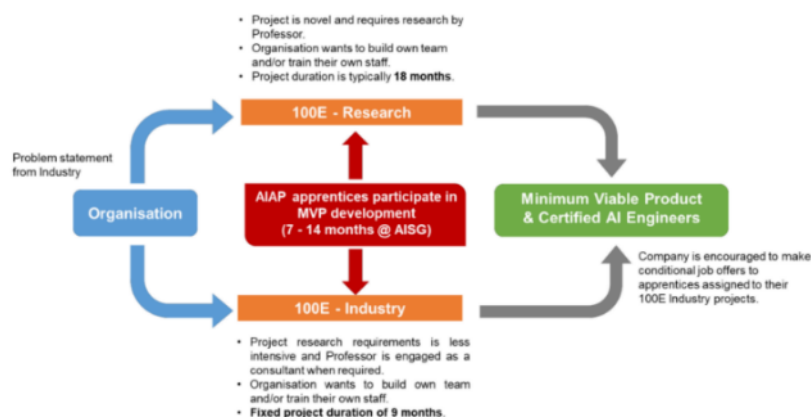 • Project is novel and requires research by
Professor.
• Organisation wants to build own team
and/or train their own staff.
• Project duration is typically 18 months.
100E - Research
Problem statement
from Industry
Organisation
AIAP apprentices participate in
MVP development
(7 - 14 months @ AISG)
Minimum Viable Product
& Certified AI Engineers
Company is encouraged to make
conditional job offers to
apprentices assigned to their
100E Industry projects.
100E - Industry
• Project research requirements is less
intensive and Professor is engaged as a
consultant when required.
• Organisation wants to build own team
and/or train their own staff.
• Fixed project duration of 9 months.